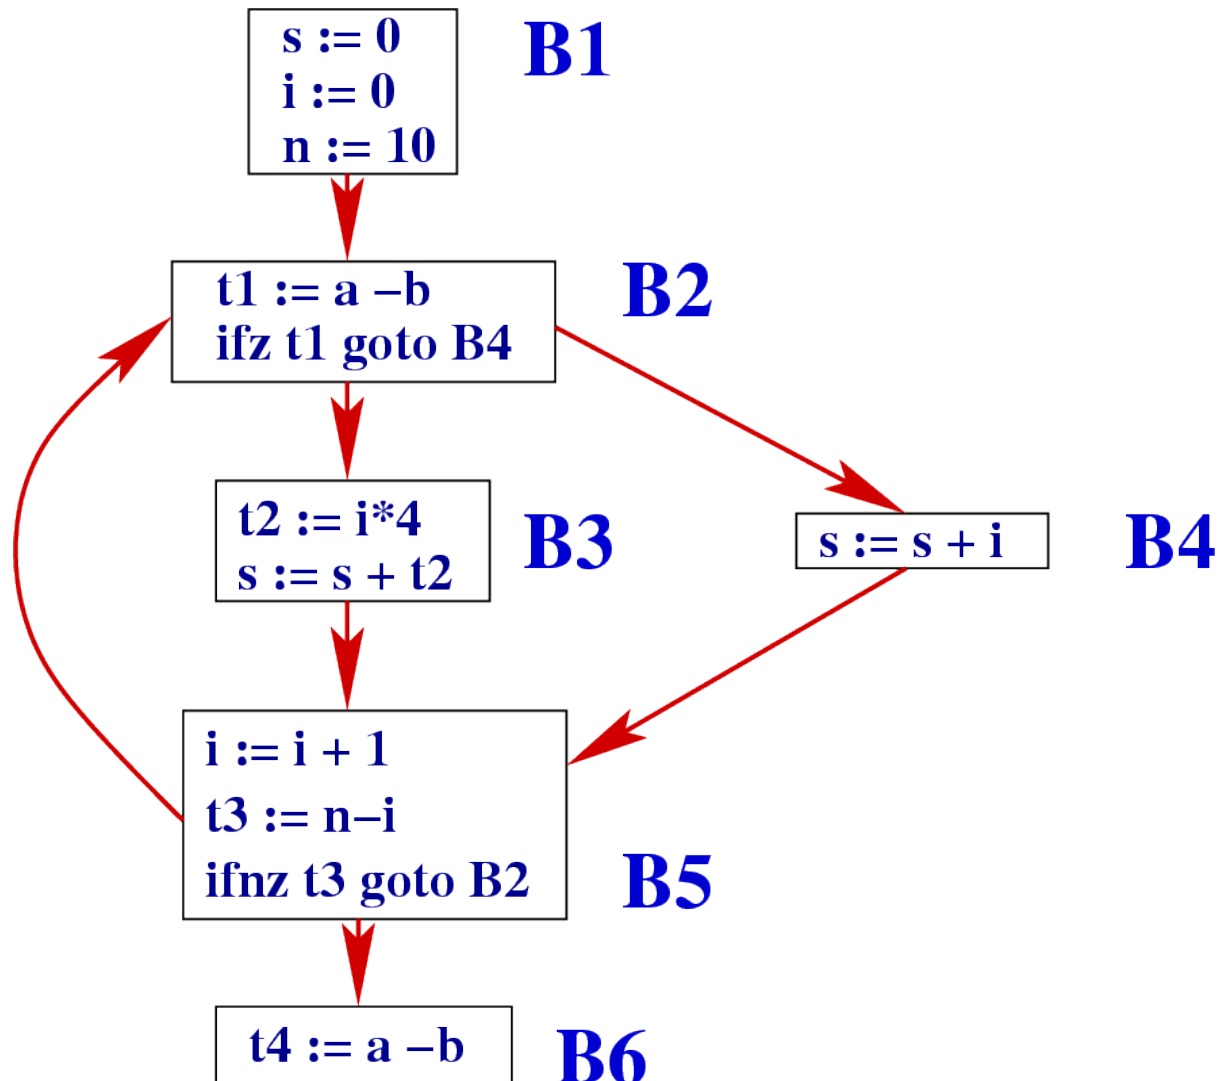 s := 0
i := 0
n := 10
B1
t1 := a −b
ifz t1 goto B4
B2
t2 := i*4
s := s + t2
B3
s := s + i
B4
i := i + 1
t3 := n−i
ifnz t3 goto B2
B5
t4 := a −b
B6